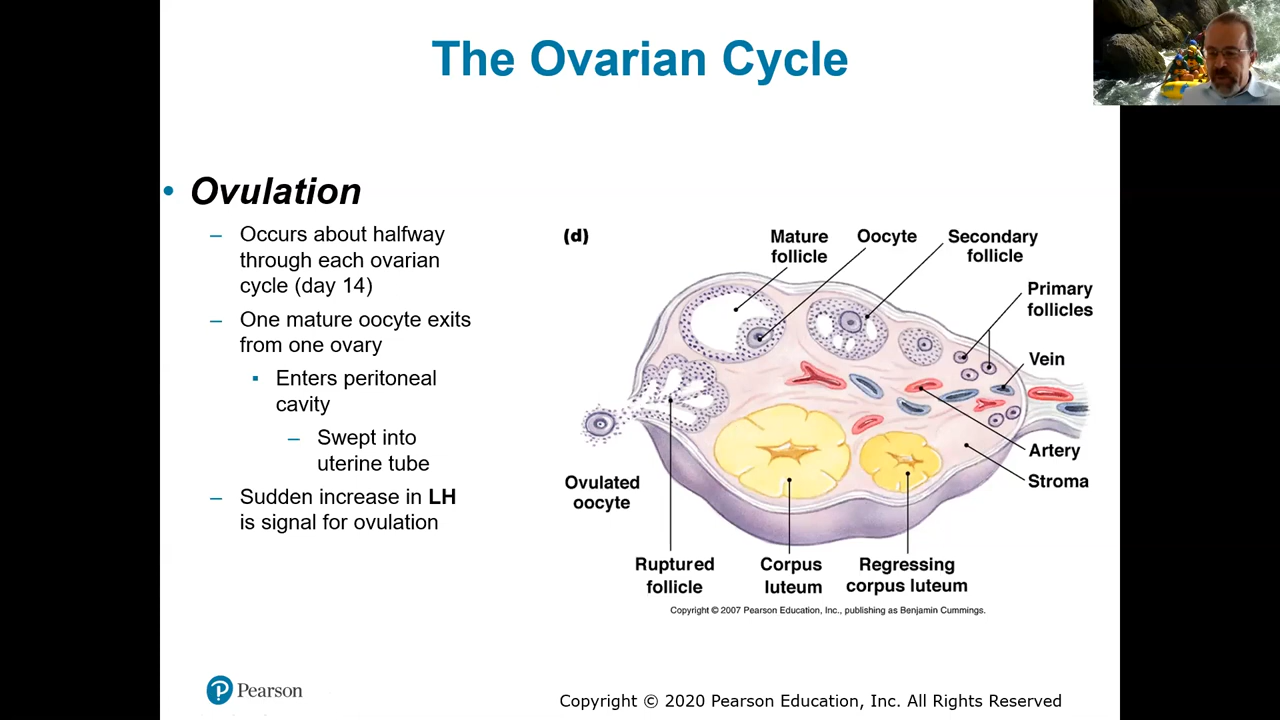 The Ovarian Cycle
• Ovulation
– Occurs about halfway
through each ovarian
cycle (day 14)
– One mature oocyte exits
from one ovary
▪ Enters peritoneal
cavity
– Swept into
uterine tube
– Sudden increase in LH
is signal for ovulation
(d)
Mature
follicle
Oocyte
Secondary
follicle
Primary
follicles
Vein
Artery
Stroma
Ovulated
oocyte
Ruptured
follicle
Corpus
luteum
Regressing
corpus luteum
Copyright © 2007 Pearson Education, Inc., publishing as Benjamin Cummings.
P Pearson
Copyright © 2020 Pearson Education, Inc. All Rights Reserved